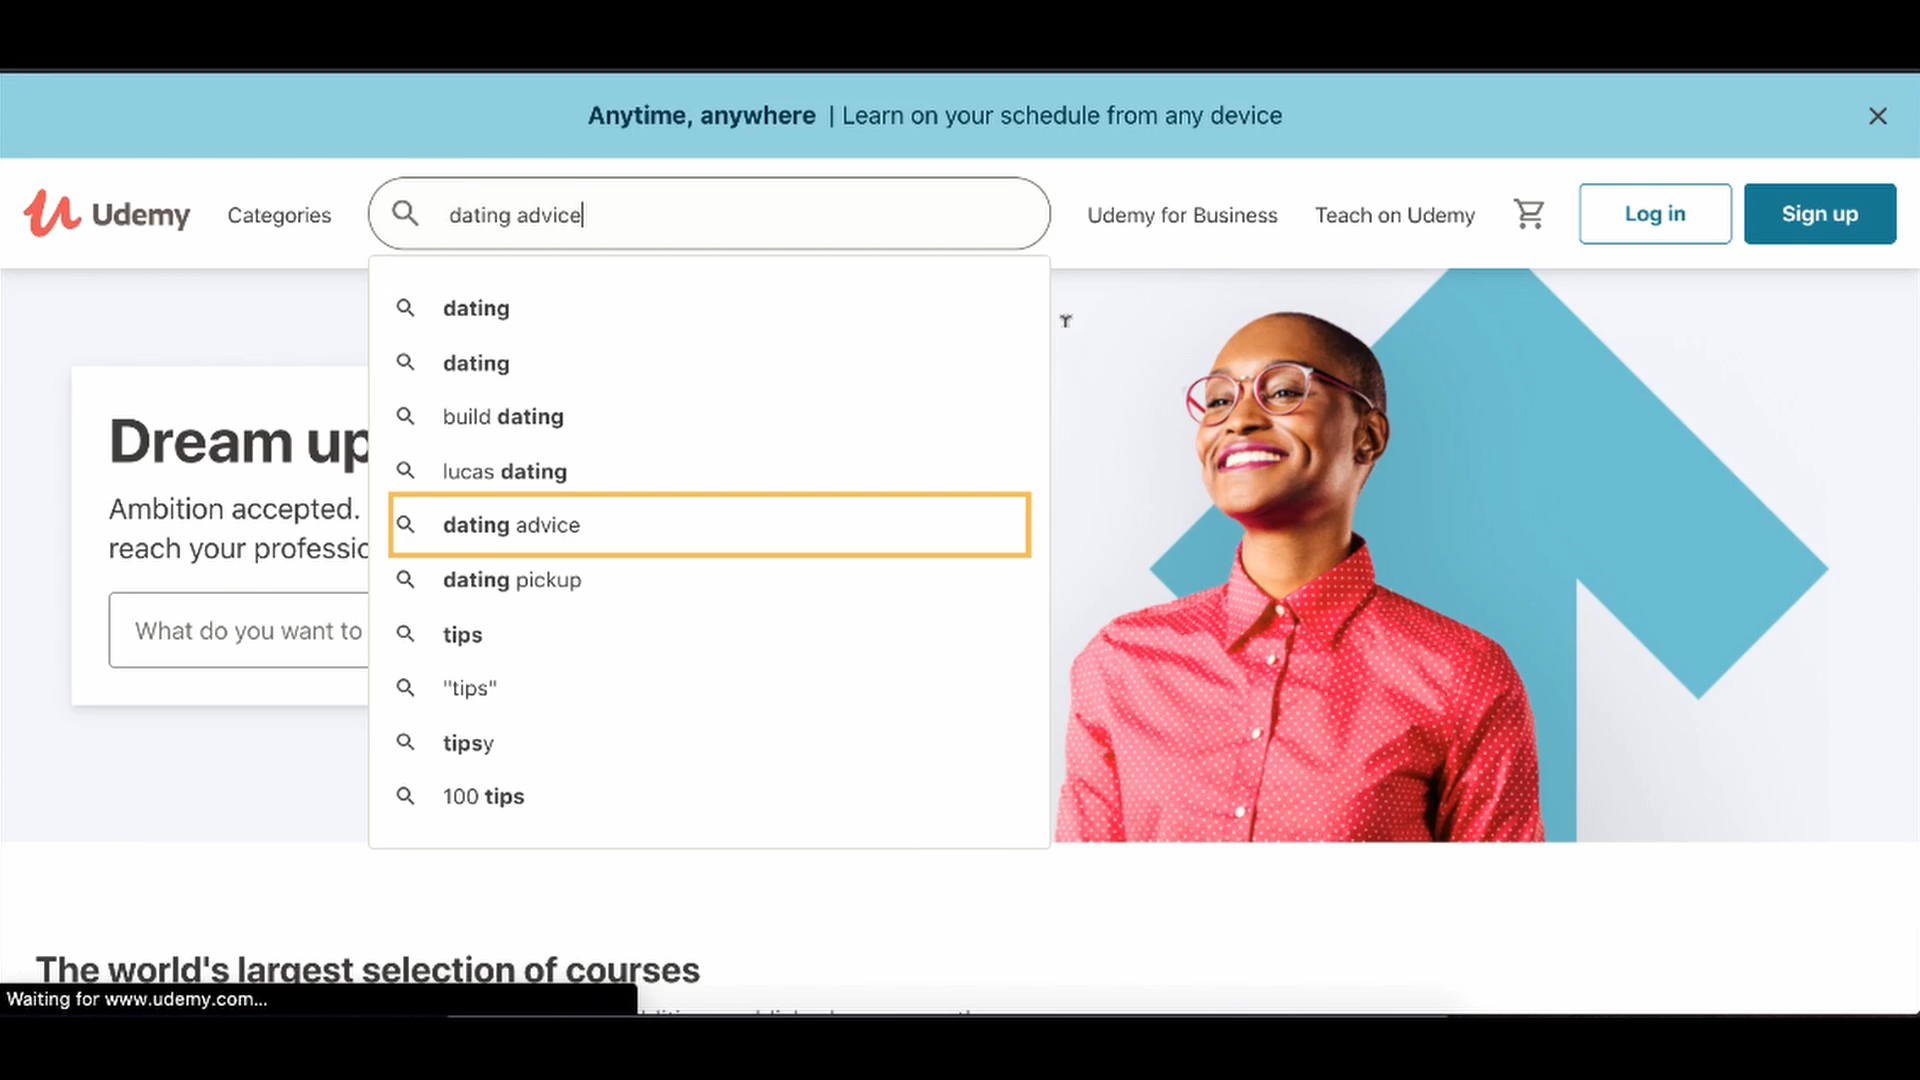 Anytime, anywhere | Learn on your schedule from any device
Udemy
Categories
dating advice
Udemy for Business
Teach on Udemy
Log in
Sign up
dating
dating
build dating
lucas dating
dating advice
dating pickup
tips
"tips"
tipsy
100 tips
Dream up
Ambition accepted.
reach your professio
What do you want to
The world's largest selection of courses
Waiting for www.udemy.com...